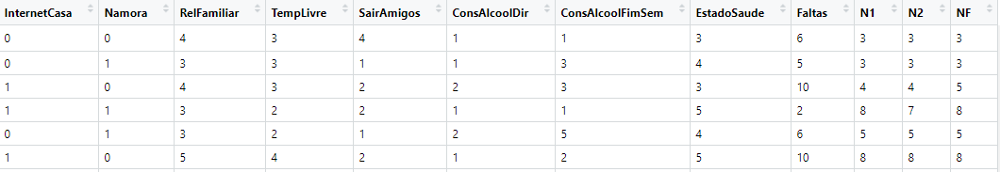 InternetCasa Namora RelFamiliar TempLivre SairAmigos ConsAlcoolDir ConsAlcoolFimSem EstadoSaude Faltas N1 N2 NF
0 0 4 3 4 1 1 3 6 3 3 3
0 1 3 3 1 1 3 4 5 3 3 3
1 0 4 3 2 2 3 3 10 4 4 5
1 1 3 2 2 1 1 5 2 8 7 8
0 1 3 2 1 2 5 4 6 5 5 5
1 0 5 4 2 1 2 5 10 8 8 8